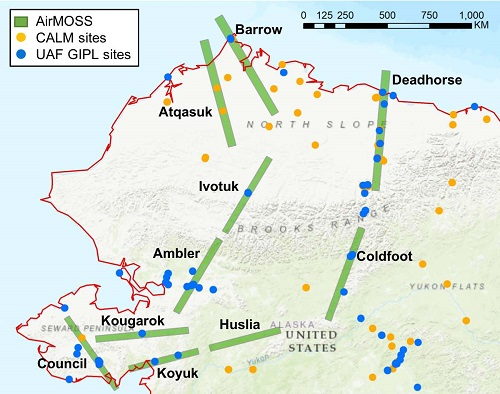 AirMOSS
CALM sites
UAF GIPL sites
0 125 250 500 750 1,000
KM
Barrow
Deadhorse
Atqasuk
NORTH SLOPE
Ivotuk
BROOKS RANGE
Ambler
Coldfoot
YUKON FLATS
Kougarok
Huslia
SEWARD PENINSULA
ALASKA
UNITED
STATES
Council
Koyuk
Yukon